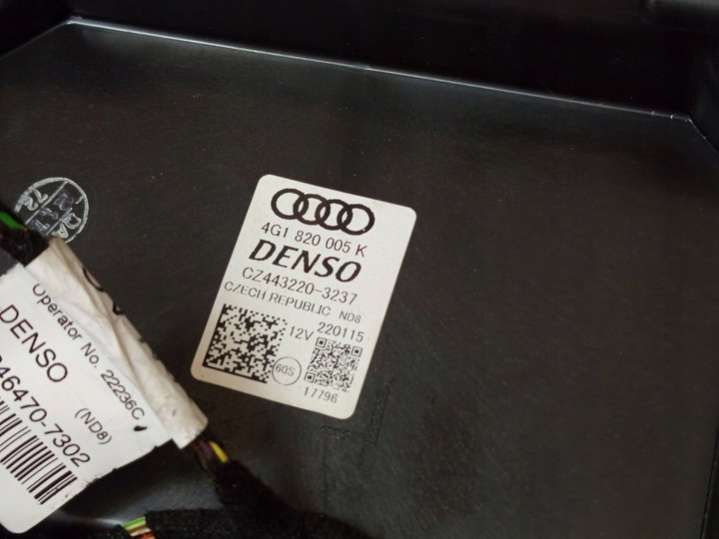 4G1 820 005 K
DENSO
CZ443220-3237
CZECH REPUBLIC ND8
12V 220115
60S
17796
Operator No. 22236C
DENSO
(ND8)
46470-7302